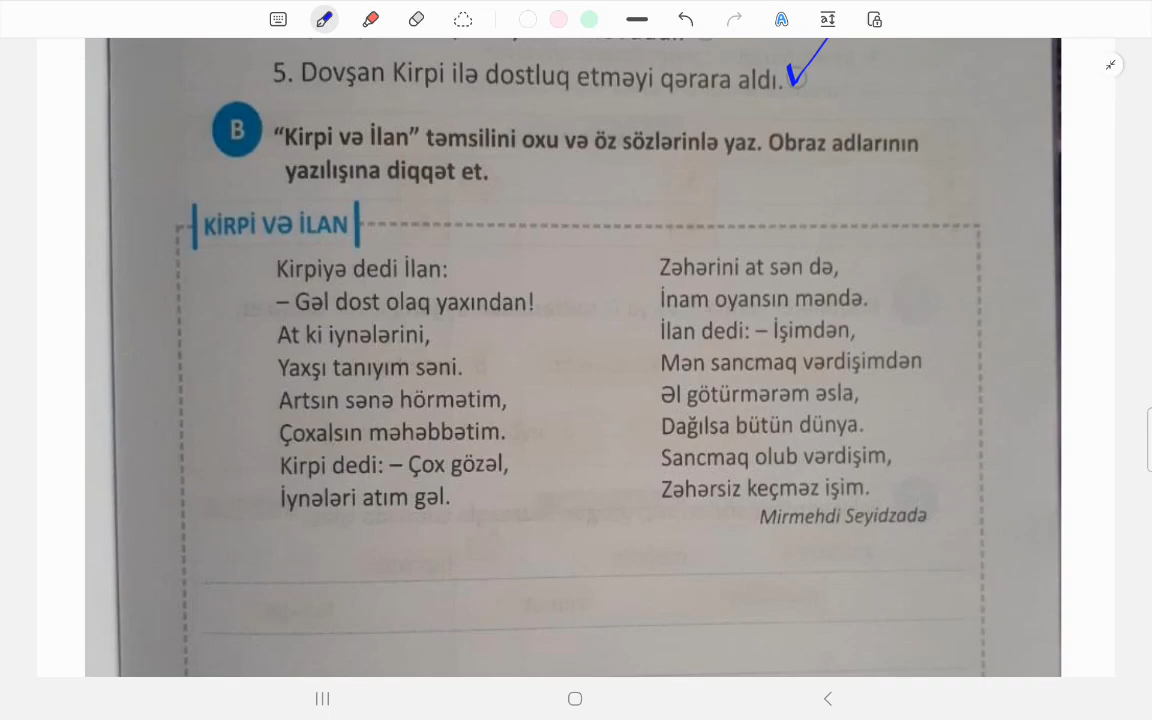 5. Dovşan Kirpi ilə dostluq etməyi qərara aldı.
B
“Kirpi və İlan” təmsilini oxu və öz sözlərinlə yaz. Obraz adlarının
yazılışına diqqət et.
KİRPİ VƏ İLAN
Kirpiyə dedi İlan:
– Gəl dost olaq yaxından!
At ki iynələrini,
Yaxşı tanıyım səni.
Artsın sənə hörmətim,
Çoxalsın məhəbbətim.
Kirpi dedi: – Çox gözəl,
İynələri atım gəl.
Zəhərini at sən də,
İnam oyansın məndə.
İlan dedi: – İşimdən,
Mən sancmaq vərdişimdən
Əl götürmərəm əsla,
Dağılsa bütün dünya.
Sancmaq olub vərdişim,
Zəhərsiz keçməz işim.
Mirmehdi Seyidzadə